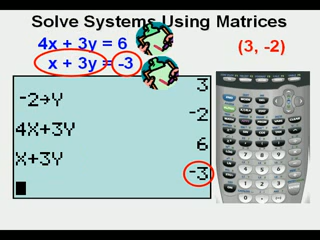 Solve Systems Using Matrices
4x + 3y = 6
(3, -2)
x + 3y = -3
3
-2→Y
-2
4X+3Y
6
X+3Y
-3